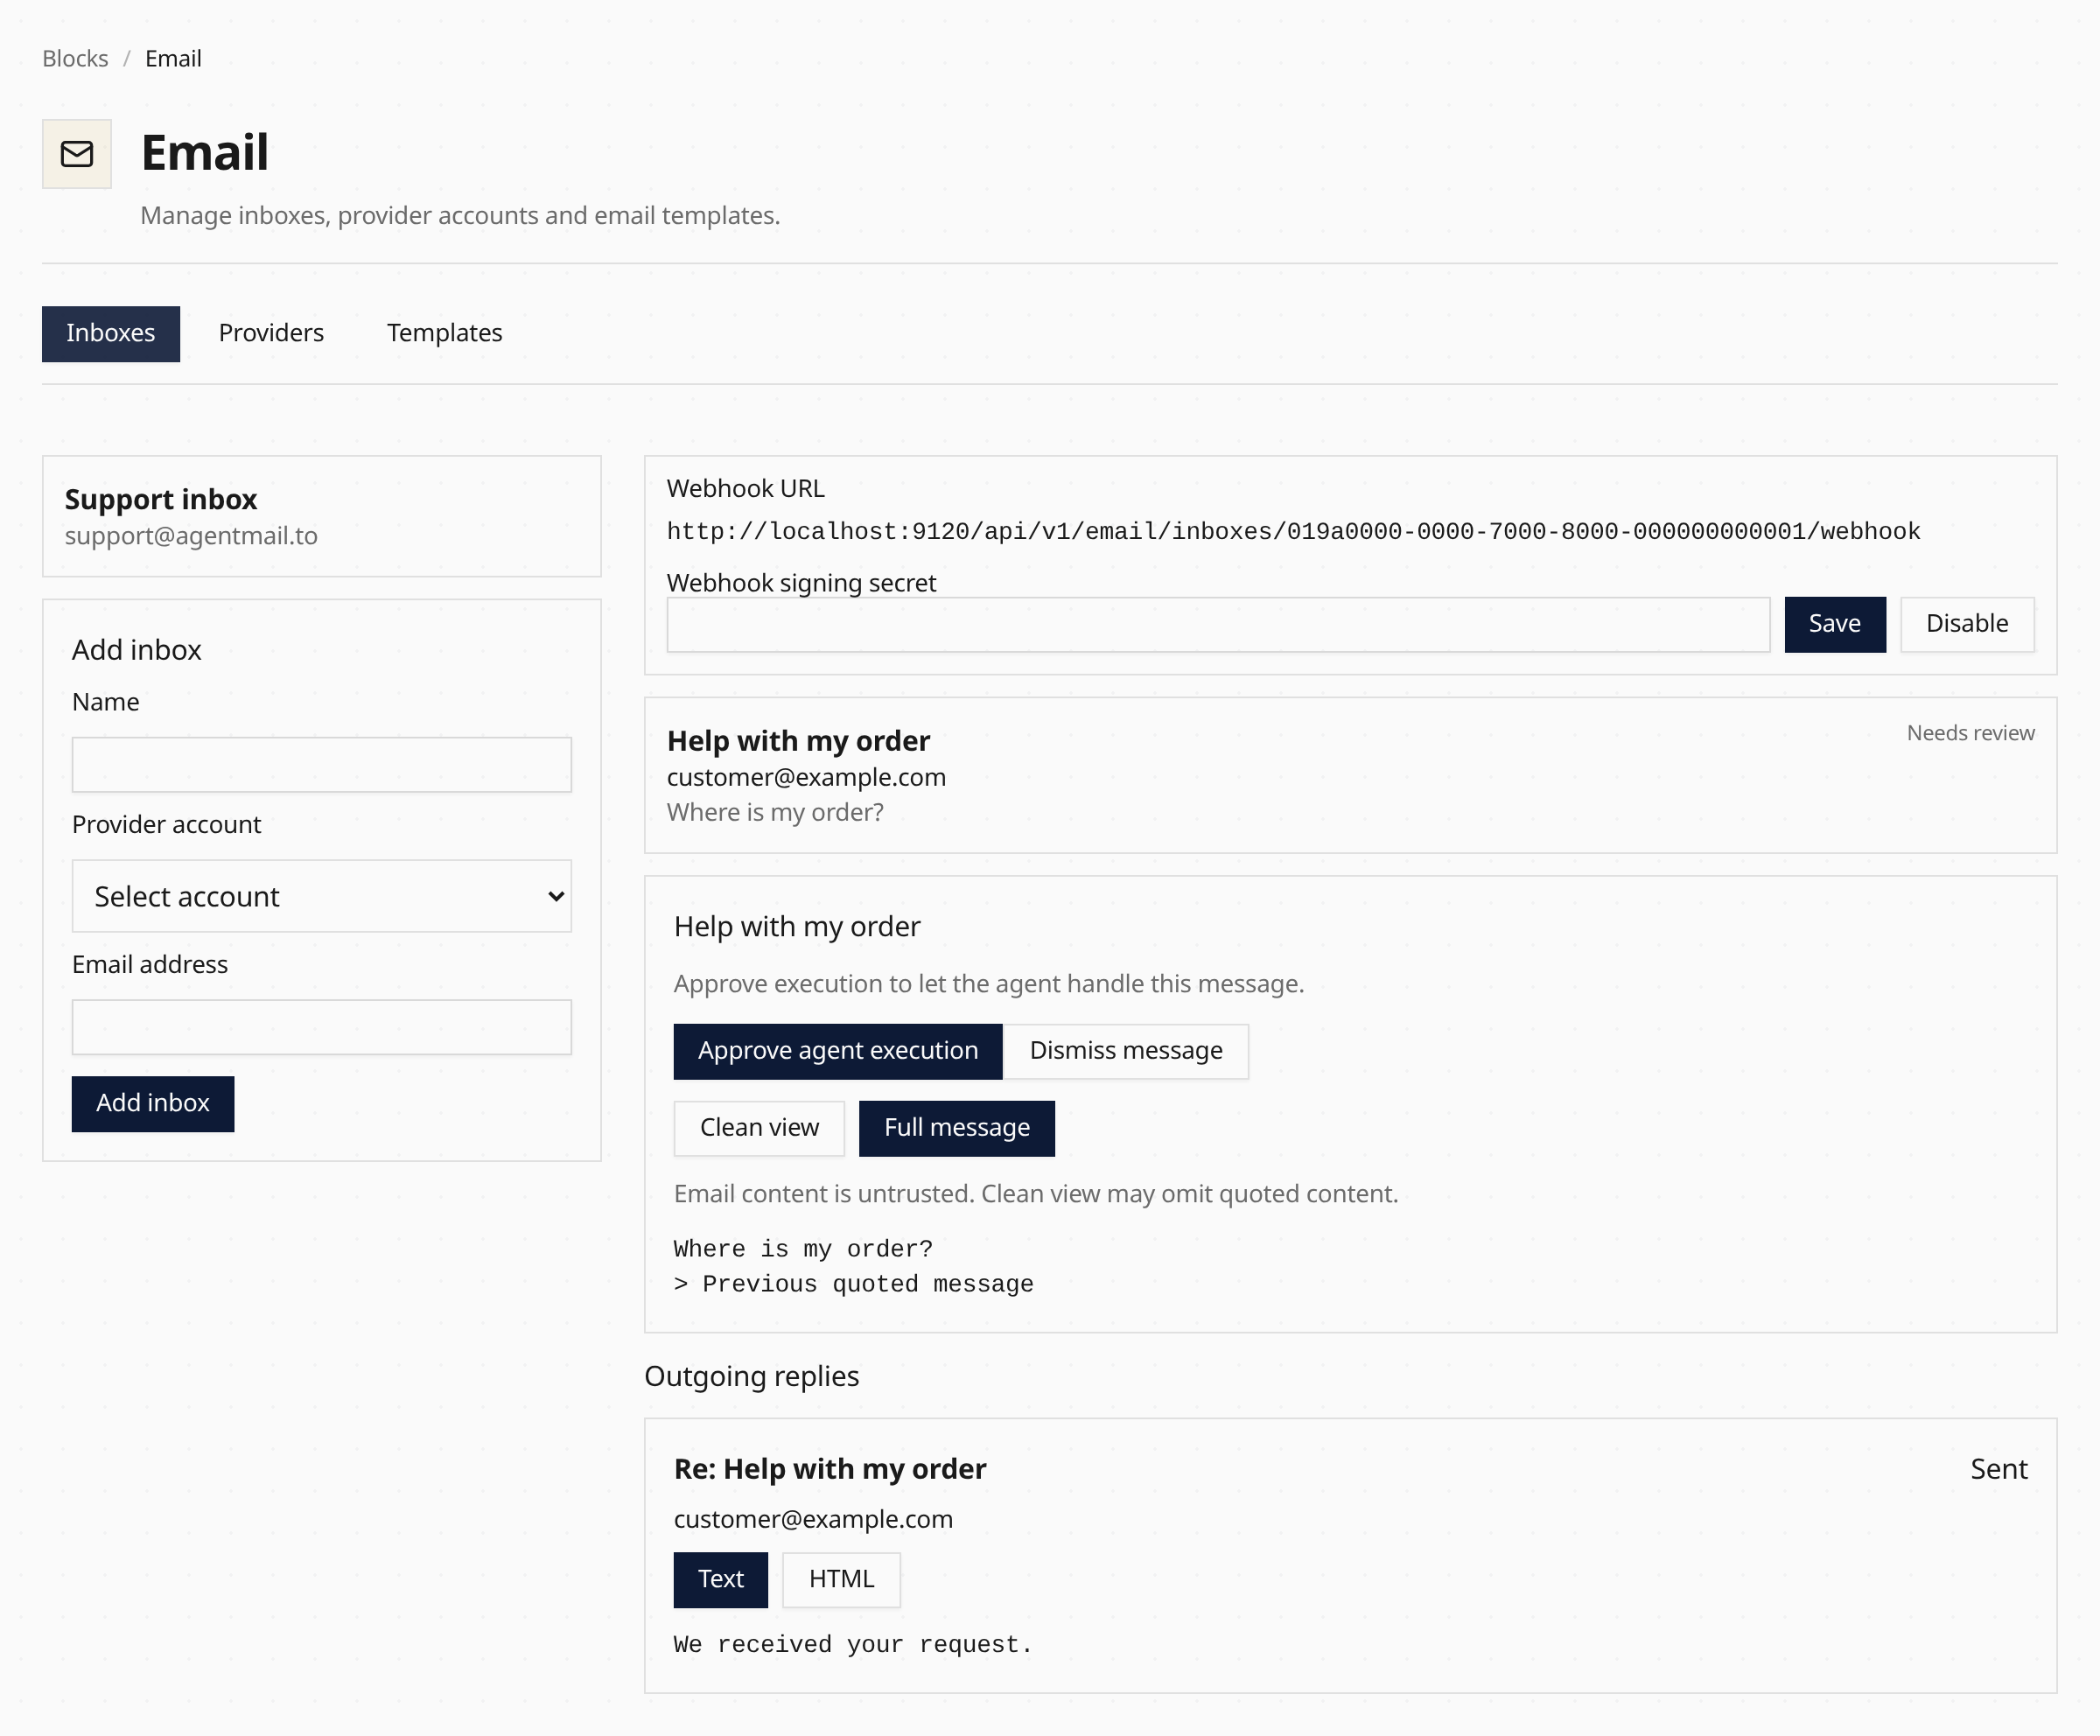 Blocks / Email
Email
Manage inboxes, provider accounts and email templates.
Inboxes Providers Templates
Support inbox
support@agentmail.to
Add inbox
Name
Provider account
Select account
Email address
Add inbox
Webhook URL
http://localhost:9120/api/v1/email/inboxes/019a0000-0000-7000-8000-000000000001/webhook
Webhook signing secret
Save Disable
Help with my order Needs review
customer@example.com
Where is my order?
Help with my order
Approve execution to let the agent handle this message.
Approve agent execution Dismiss message
Clean view Full message
Email content is untrusted. Clean view may omit quoted content.
Where is my order?
> Previous quoted message
Outgoing replies
Re: Help with my order Sent
customer@example.com
Text HTML
We received your request.